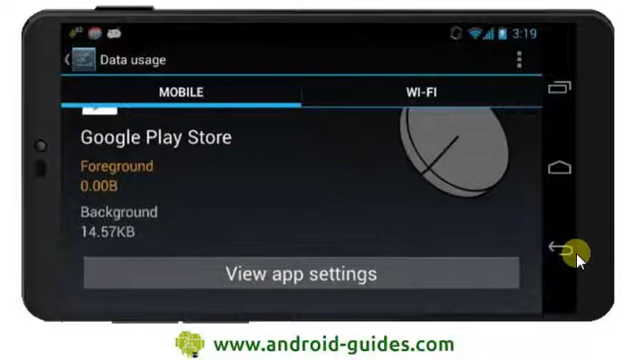 3:19
Data usage
MOBILE
WI-FI
Google Play Store
Foreground
0.00B
Background
14.57KB
View app settings
www.android-guides.com